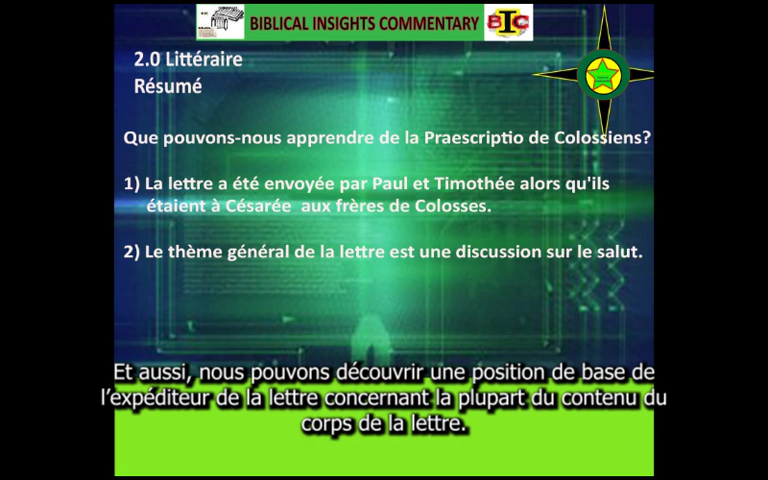 BIBLICAL INSIGHTS COMMENTARY
BIC
2.0 Littéraire
Résumé
Que pouvons-nous apprendre de la Praescriptio de Colossiens?
1) La lettre a été envoyée par Paul et Timothée alors qu'ils
étaient à Césarée aux frères de Colosses.
2) Le thème général de la lettre est une discussion sur le salut.
Et aussi, nous pouvons découvrir une position de base de
l’expéditeur de la lettre concernant la plupart du contenu du
corps de la lettre.